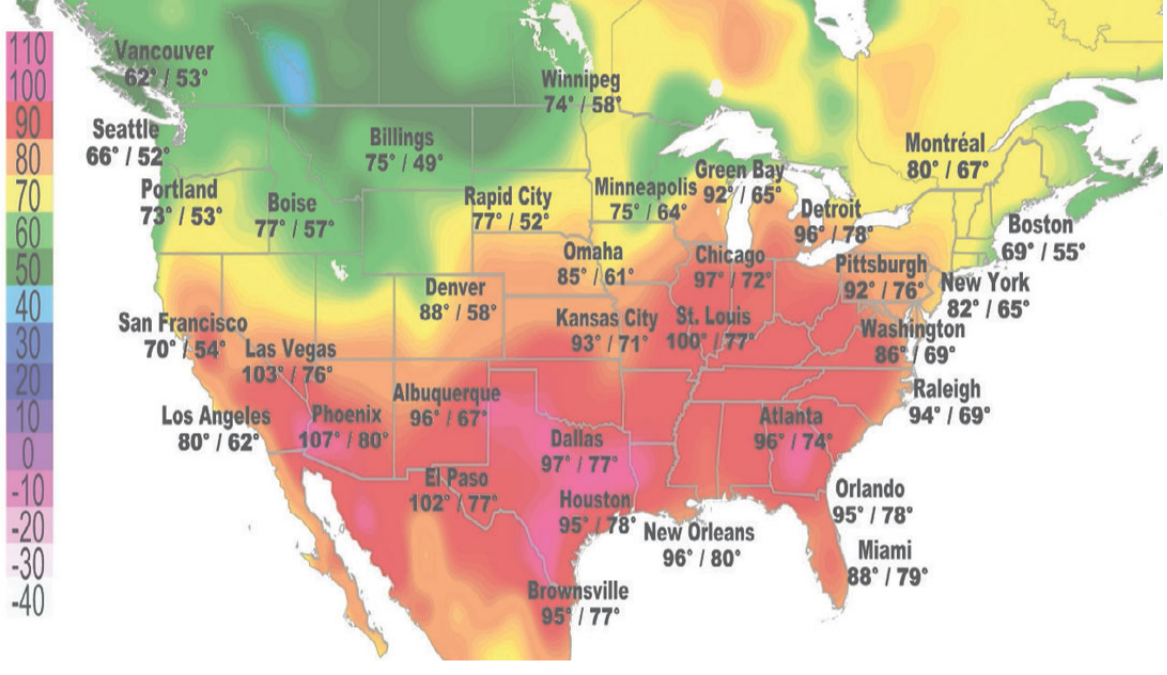 110
100
90
80
70
60
50
40
30
20
10
0
-10
-20
-30
-40
Vancouver
62° / 53°
Winnipeg
74° / 58°
Seattle
66° / 52°
Billings
75° / 49°
Montréal
80° / 67°
Portland
73° / 53°
Boise
77° / 57°
Rapid City
77° / 52°
Minneapolis
75° / 64°
Green Bay
92° / 65°
Detroit
96° / 78°
Boston
69° / 55°
Omaha
85° / 61°
Chicago
97° / 72°
Pittsburgh
92° / 76°
New York
82° / 65°
Denver
88° / 58°
San Francisco
70° / 54°
Las Vegas
103° / 76°
Kansas City
93° / 71°
St. Louis
100° / 77°
Washington
86° / 69°
Los Angeles
80° / 62°
Phoenix
107° / 80°
Albuquerque
96° / 67°
Raleigh
94° / 69°
Dallas
97° / 77°
Atlanta
96° / 74°
El Paso
102° / 77°
Houston
95° / 78°
New Orleans
96° / 80°
Orlando
95° / 78°
Miami
88° / 79°
Brownsville
95° / 77°